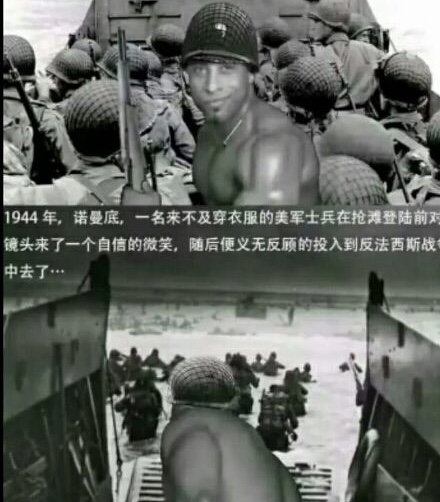 1944 年，诺曼底，一名来不及穿衣服的美军士兵在抢滩登陆前对
镜头来了一个自信的微笑，随后便义无反顾的投入到反法西斯战
中去了…